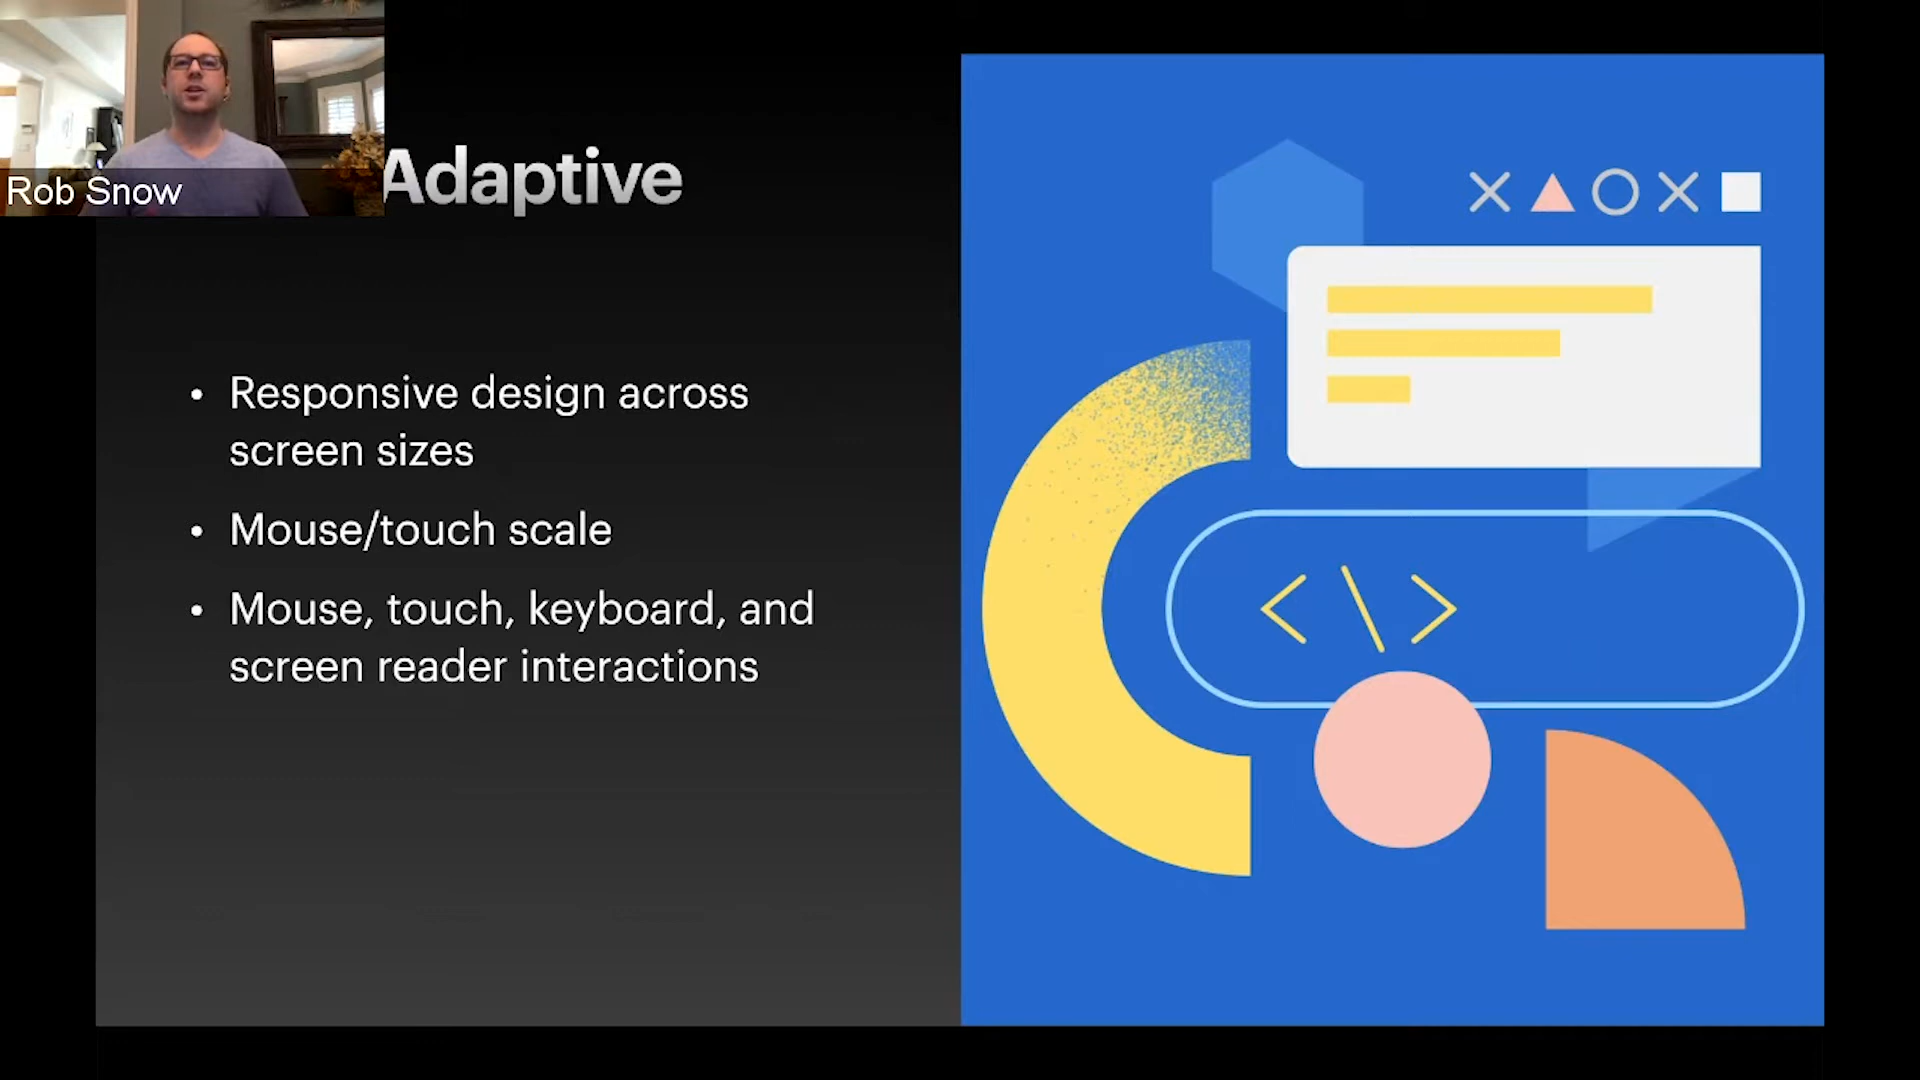 Rob Snow
Adaptive
• Responsive design across
screen sizes
• Mouse/touch scale
• Mouse, touch, keyboard, and
screen reader interactions
<\>